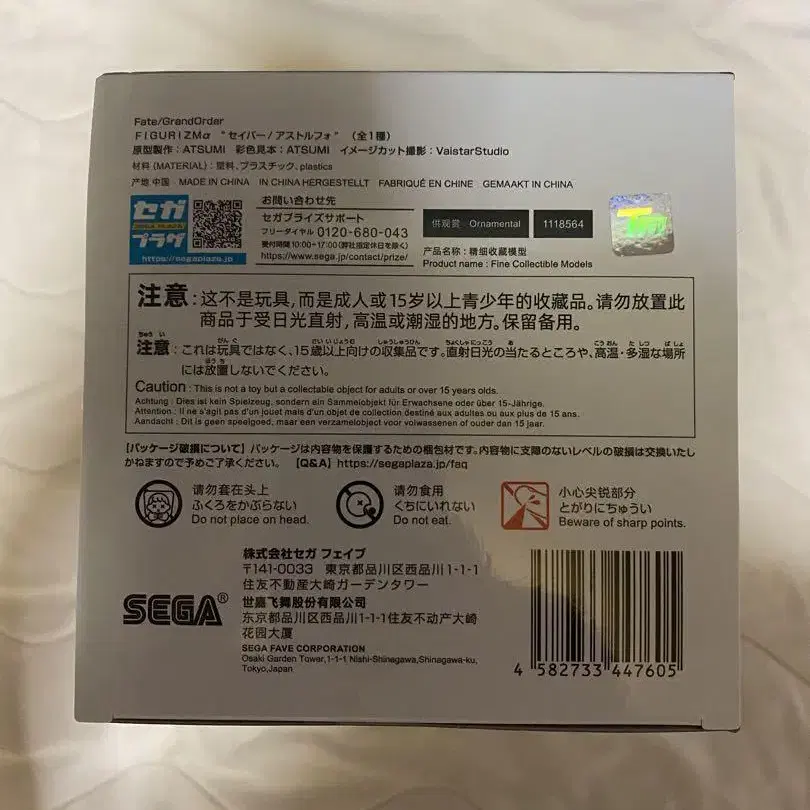 Fate/GrandOrder
FIGURIZMα “セイバー/アストルフォ” (全1種)
原型製作：ATSUMI 彩色見本：ATSUMI イメージカット撮影：VaistarStudio
材料 (MATERIAL)：塑料、プラスチック、plastics
产地 中国 MADE IN CHINA IN CHINA HERGESTELLT FABRIQUÉ EN CHINE GEMAAKT IN CHINA
セガ
プラザ
https://segaplaza.jp
お問い合わせ先
セガプライズサポート
フリーダイヤル 0120-680-043
受付時間10:00~17:00(弊社指定休日を除く)
https://www.sega.jp/contact/prize/
供观赏 Ornamental 1118564
产品名称：精细收藏模型
Product name : Fine Collectible Models
注意：这不是玩具，而是成人或15岁以上青少年的收藏品。请勿放置此
商品于受日光直射，高温或潮湿的地方。保留备用。
注意：これは玩具ではなく、15歳以上向けの収集品です。直射日光の当たるところや、高温・多湿な場所
には放置しないでください。
Caution : This is not a toy but a collectable object for adults or over 15 years olds.
Achtung : Dies ist kein Spielzeug, sondern ein Sammelobjekt für Erwachsene oder über 15-Jährige.
Attention : Il ne s'agit pas d'un jouet mais d'un objet de collection destiné aux adultes ou aux plus de 15 ans.
Aandacht : Dit is geen speelgoed, maar een verzamelobject voor volwassenen of ouder dan 15 jaar.
【パッケージ破損について】パッケージは内容物を保護するための梱包材です。内容物に支障のないレベルの破損は交換いたし
かねますので予めご了承ください。 【Q&A】https://segaplaza.jp/faq
请勿套在头上
ふくろをかぶらない
Do not place on head.
请勿食用
くちにいれない
Do not eat.
小心尖锐部分
とがりにちゅうい
Beware of sharp points.
SEGA®
株式会社セガ フェイブ
〒141-0033 東京都品川区西品川1-1-1
住友不動産大崎ガーデンタワー
世嘉飞舞股份有限公司
东京都品川区西品川1-1-1住友不动产大崎
花园大厦
SEGA FAVE CORPORATION
Osaki Garden Tower,1-1-1 Nishi-Shinagawa,Shinagawa-ku,
Tokyo,Japan
4 582733 447605